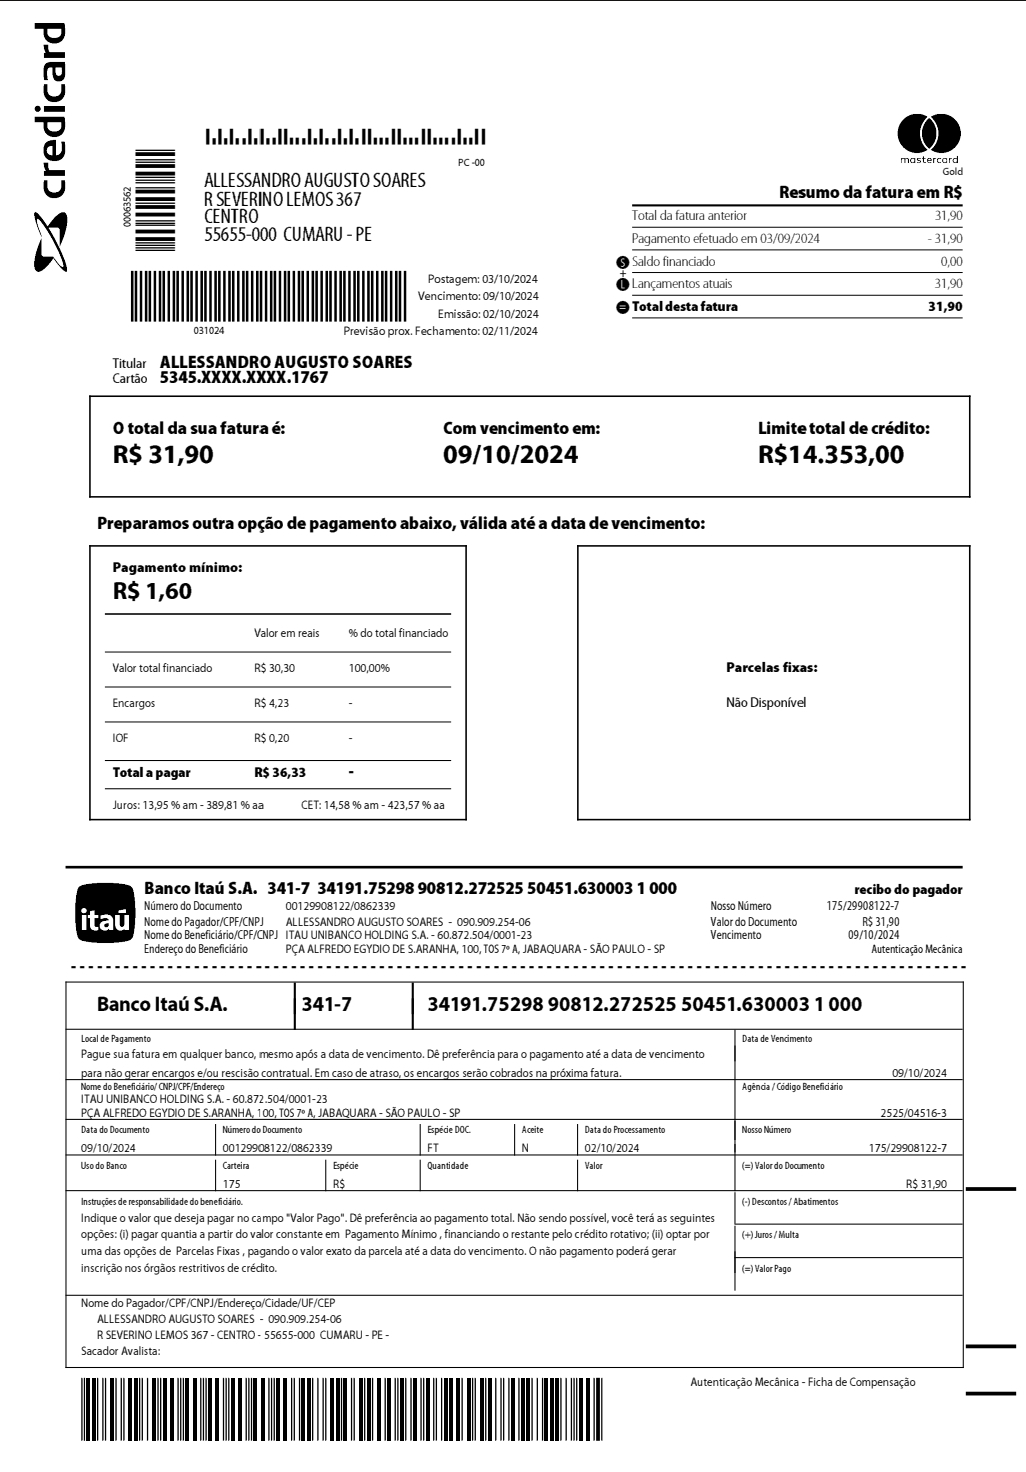 credicard
PC -00
00063562
ALLESSANDRO AUGUSTO SOARES
R SEVERINO LEMOS 367
CENTRO
55655-000 CUMARU - PE
mastercard
Gold
Resumo da fatura em R$
Total da fatura anterior 31,90
Pagamento efetuado em 03/09/2024 - 31,90
S Saldo financiado 0,00
+
L Lançamentos atuais 31,90
= Total desta fatura 31,90
Postagem: 03/10/2024
Vencimento: 09/10/2024
Emissão: 02/10/2024
031024 Previsão prox. Fechamento: 02/11/2024
Titular ALLESSANDRO AUGUSTO SOARES
Cartão 5345.XXXX.XXXX.1767
O total da sua fatura é: Com vencimento em: Limite total de crédito:
R$ 31,90 09/10/2024 R$14.353,00
Preparamos outra opção de pagamento abaixo, válida até a data de vencimento:
Pagamento mínimo:
R$ 1,60
Valor em reais % do total financiado
Valor total financiado R$ 30,30 100,00%
Encargos R$ 4,23 -
IOF R$ 0,20 -
Total a pagar R$ 36,33 -
Juros: 13,95 % am - 389,81 % aa CET: 14,58 % am - 423,57 % aa
Parcelas fixas:
Não Disponível
itaú
Banco Itaú S.A. 341-7 34191.75298 90812.272525 50451.630003 1 000 recibo do pagador
Número do Documento 00129908122/0862339 Nosso Número 175/29908122-7
Nome do Pagador/CPF/CNPJ ALLESSANDRO AUGUSTO SOARES - 090.909.254-06 Valor do Documento R$ 31,90
Nome do Beneficiário/CPF/CNPJ ITAU UNIBANCO HOLDING S.A. - 60.872.504/0001-23 Vencimento 09/10/2024
Endereço do Beneficiário PÇA ALFREDO EGYDIO DE S.ARANHA, 100, T0S 7º A, JABAQUARA - SÃO PAULO - SP Autenticação Mecânica
Banco Itaú S.A. 341-7 34191.75298 90812.272525 50451.630003 1 000
Local de Pagamento Data de Vencimento
Pague sua fatura em qualquer banco, mesmo após a data de vencimento. Dê preferência para o pagamento até a data de vencimento
para não gerar encargos e/ou rescisão contratual. Em caso de atraso, os encargos serão cobrados na próxima fatura. 09/10/2024
Nome do Beneficiário/ CNPJ/CPF/Endereço Agência / Código Beneficiário
ITAU UNIBANCO HOLDING S.A. - 60.872.504/0001-23
PÇA ALFREDO EGYDIO DE S.ARANHA, 100, T0S 7º A, JABAQUARA - SÃO PAULO - SP 2525/04516-3
Data do Documento Número do Documento Espécie DOC. Aceite Data do Processamento Nosso Número
09/10/2024 00129908122/0862339 FT N 02/10/2024 175/29908122-7
Uso do Banco Carteira Espécie Quantidade Valor (=) Valor do Documento
175 R$ R$ 31,90
Instruções de responsabilidade do beneficiário. (-) Descontos / Abatimentos
Indique o valor que deseja pagar no campo "Valor Pago". Dê preferência ao pagamento total. Não sendo possível, você terá as seguintes
opções: (i) pagar quantia a partir do valor constante em Pagamento Mínimo , financiando o restante pelo crédito rotativo; (ii) optar por (+) Juros / Multa
uma das opções de Parcelas Fixas , pagando o valor exato da parcela até a data do vencimento. O não pagamento poderá gerar
inscrição nos órgãos restritivos de crédito. (=) Valor Pago
Nome do Pagador/CPF/CNPJ/Endereço/Cidade/UF/CEP
ALLESSANDRO AUGUSTO SOARES - 090.909.254-06
R SEVERINO LEMOS 367 - CENTRO - 55655-000 CUMARU - PE -
Sacador Avalista:
Autenticação Mecânica - Ficha de Compensação